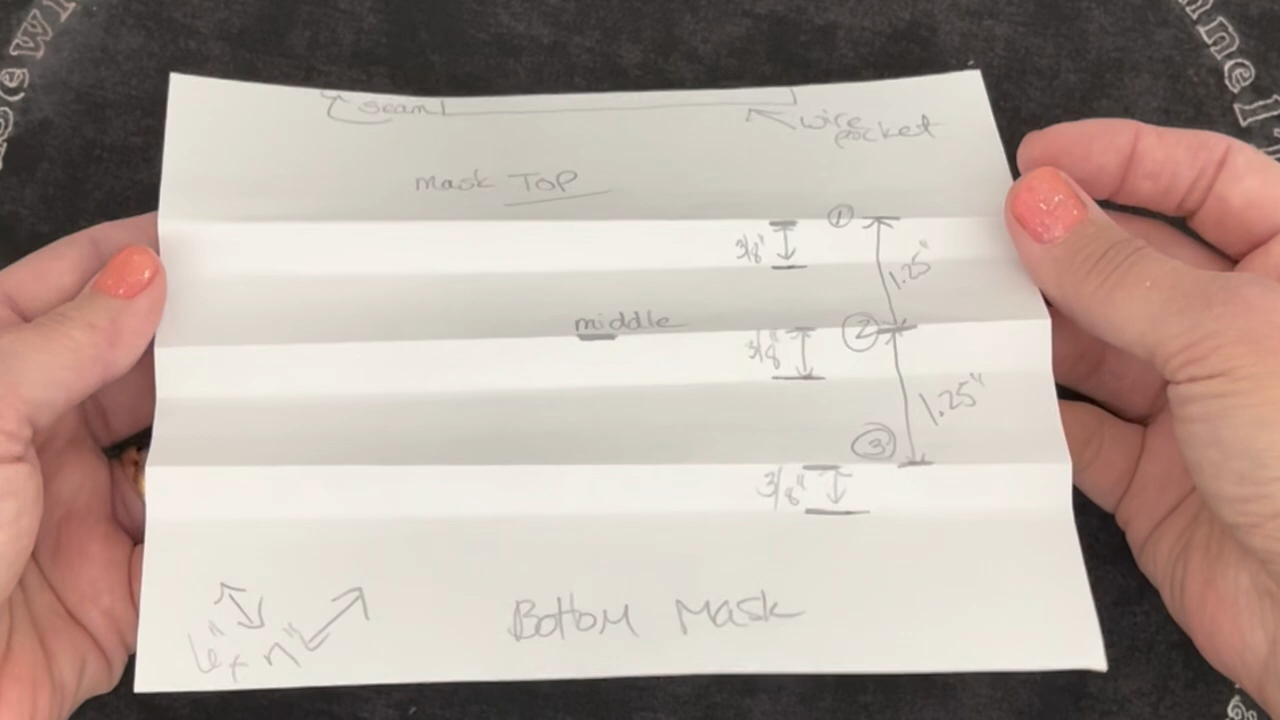 seam
wire
pocket
mask TOP
①
3/8"
1.25"
middle
②
3/8"
1.25"
③
3/8"
Bottom Mask
6" x